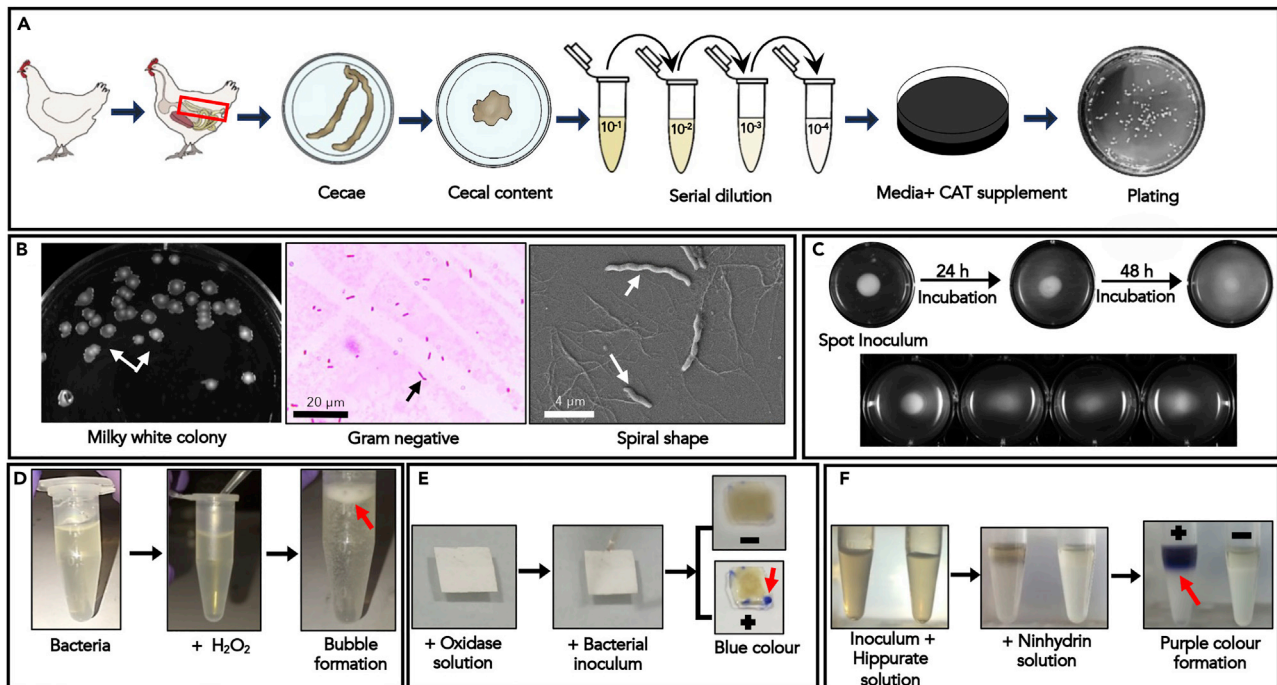 A
10-1
10-2
10-3
10-4
Cecae
Cecal content
Serial dilution
Media+ CAT supplement
Plating
B
20 μm
4 μm
Milky white colony
Gram negative
Spiral shape
C
24 h
Incubation
48 h
Incubation
Spot Inoculum
D
Bacteria
+ H₂O₂
Bubble
formation
E
+ Oxidase
solution
+ Bacterial
inoculum
−
+
Blue colour
F
Inoculum +
Hippurate
solution
+ Ninhydrin
solution
+
−
Purple colour
formation